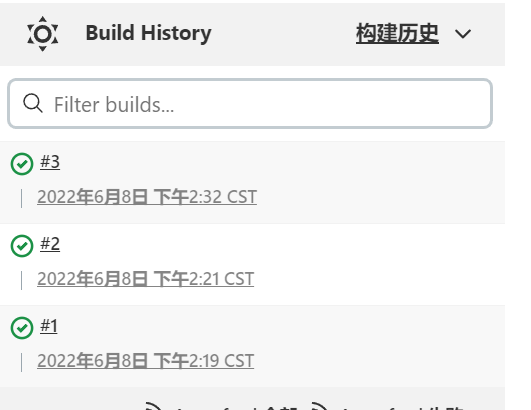 Build History 构建历史
Filter builds...
#3
2022年6月8日 下午2:32 CST
#2
2022年6月8日 下午2:21 CST
#1
2022年6月8日 下午2:19 CST